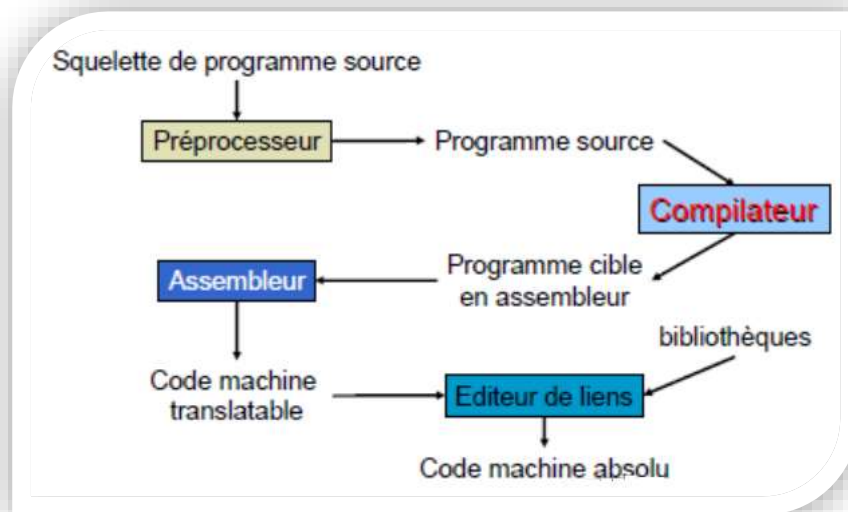 Squelette de programme source
Préprocesseur
Programme source
Compilateur
Programme cible
en assembleur
Assembleur
bibliothèques
Code machine
translatable
Editeur de liens
Code machine absolu